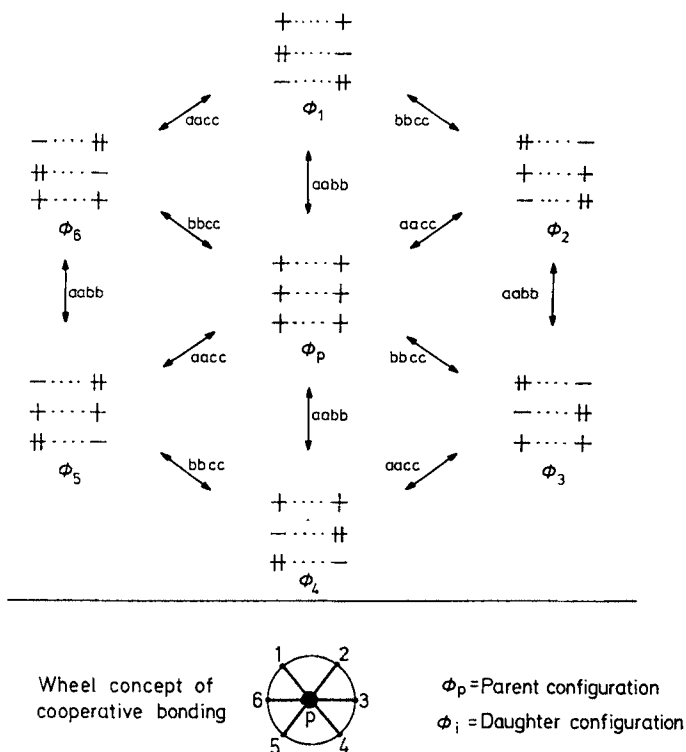 ϕ1
aacc
bbcc
aabb
ϕ6
ϕ2
bbcc
aacc
aabb
aabb
ϕp
aacc
bbcc
aabb
ϕ5
ϕ3
bbcc
aacc
ϕ4
1 2
Wheel concept of
cooperative bonding
6 3
p
5 4
ϕp = Parent configuration
ϕi = Daughter configuration